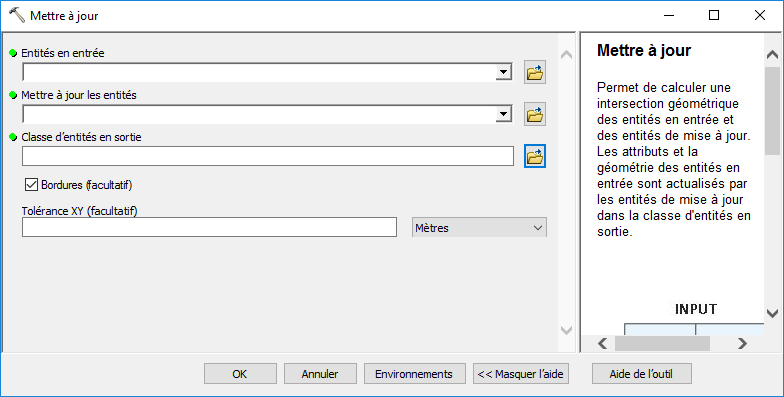 Mettre à jour
Entités en entrée
Mettre à jour les entités
Classe d'entités en sortie
Bordures (facultatif)
Tolérance XY (facultatif)
Mètres
Mettre à jour
Permet de calculer une
intersection géométrique
des entités en entrée et
des entités de mise à jour.
Les attributs et la
géométrie des entités en
entrée sont actualisés par
les entités de mise à jour
dans la classe d'entités en
sortie.
INPUT
OK
Annuler
Environnements
<< Masquer l'aide
Aide de l'outil